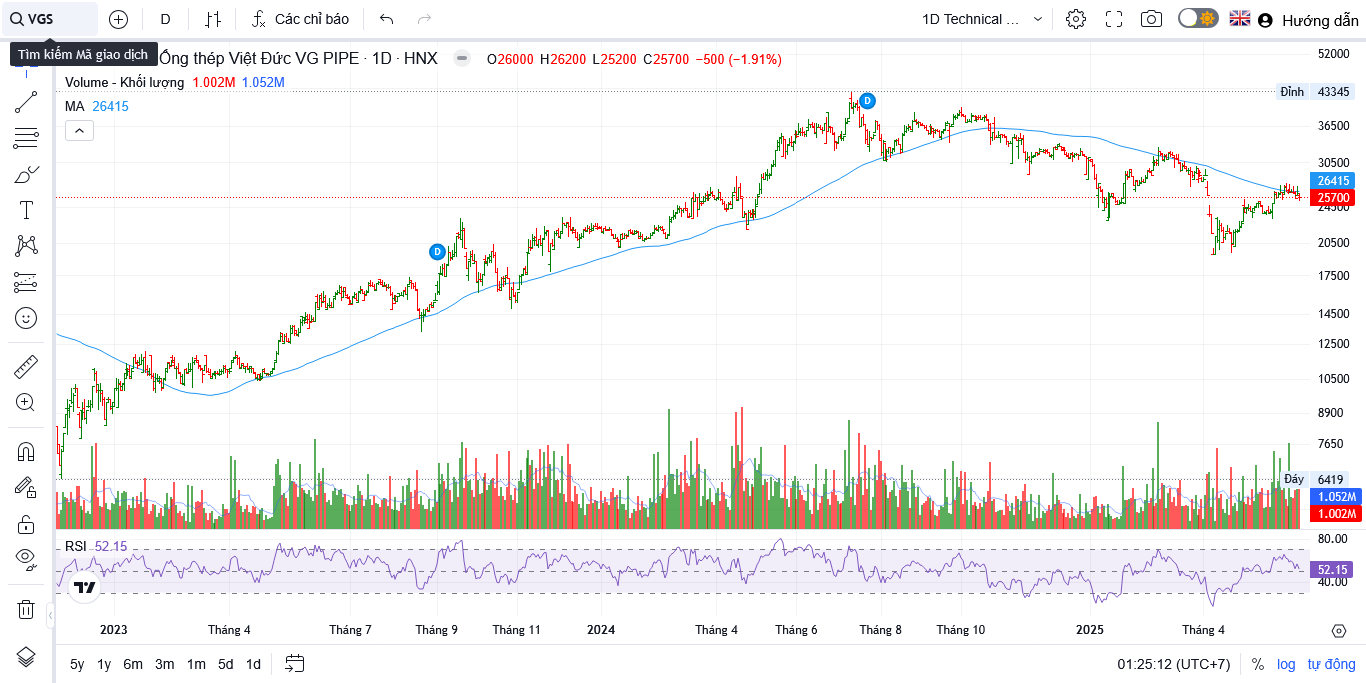 VGS D Các chỉ báo 1D Technical ... Hướng dẫn
Tìm kiếm Mã giao dịch
Ống thép Việt Đức VG PIPE · 1D · HNX O26000 H26200 L25200 C25700 −500 (−1.91%)
Volume - Khối lượng 1.002M 1.052M
MA 26415
D
D
52000
Đỉnh 43345
36500
30500
26415
25700
24500
20500
17500
14500
12500
10500
8900
7650
Đáy 6419
1.052M
1.002M
RSI 52.15
80.00
52.15
40.00
2023 Tháng 4 Tháng 7 Tháng 9 Tháng 11 2024 Tháng 4 Tháng 6 Tháng 8 Tháng 10 2025 Tháng 4
5y 1y 6m 3m 1m 5d 1d 01:25:12 (UTC+7) % log tự động